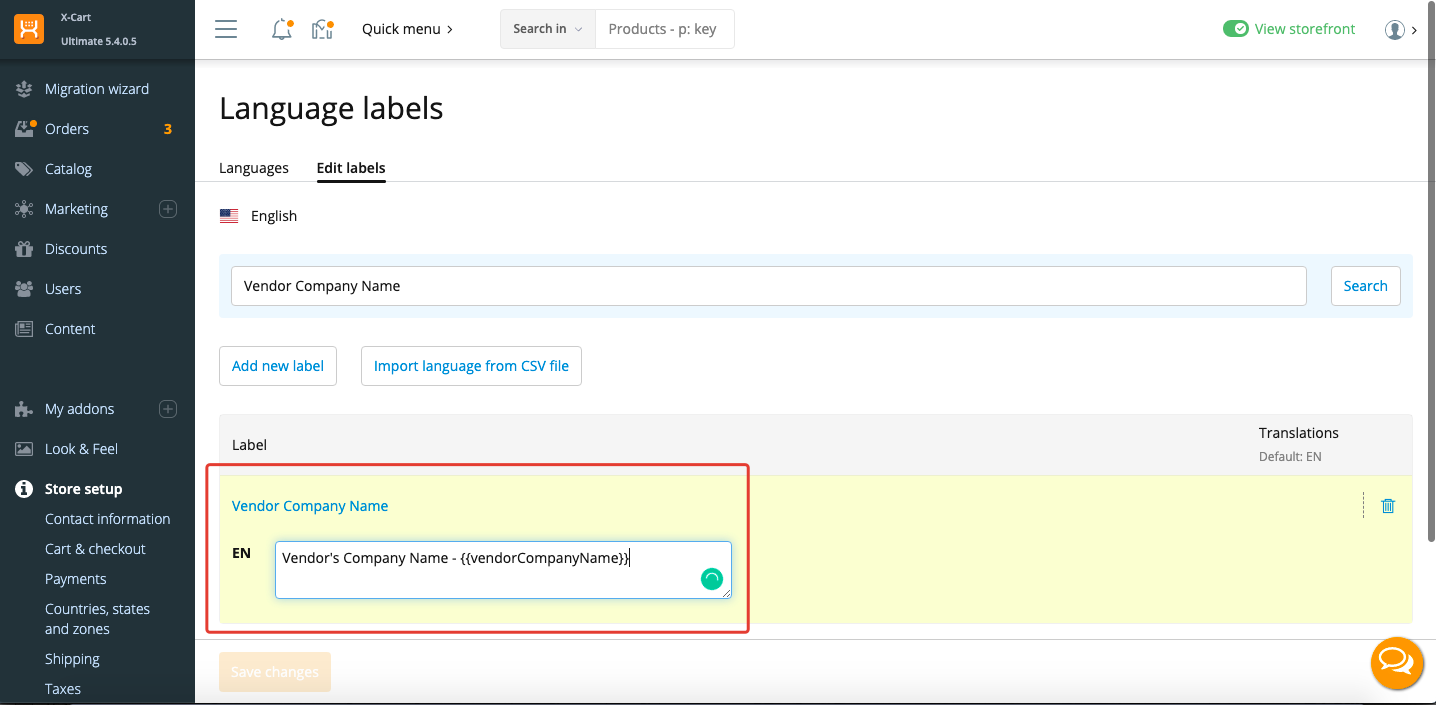 X-Cart
Ultimate 5.4.0.5
Quick menu
Search in
Products - p: key
View storefront
Migration wizard
Orders 3
Catalog
Marketing
Discounts
Users
Content
My addons
Look & Feel
Store setup
Contact information
Cart & checkout
Payments
Countries, states
and zones
Shipping
Taxes
Language labels
Languages Edit labels
English
Vendor Company Name Search
Add new label Import language from CSV file
Label Translations
Default: EN
Vendor Company Name
EN Vendor's Company Name - {{vendorCompanyName}}
Save changes